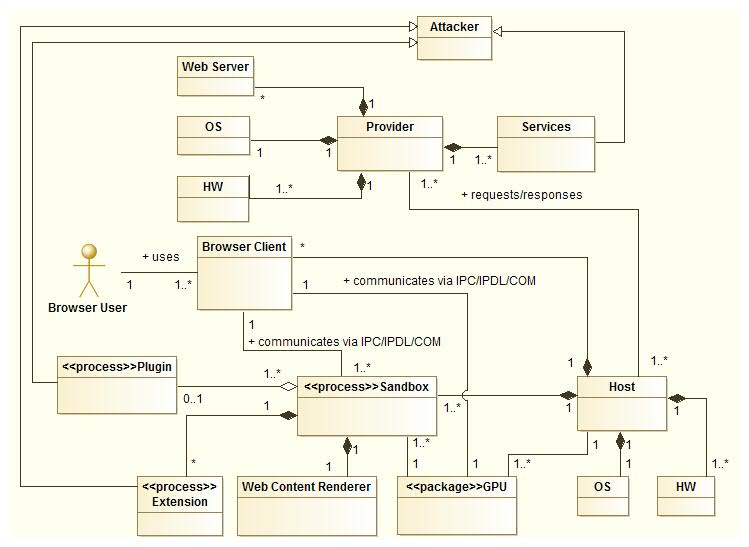 Attacker
Web Server
*
1
OS
Provider
Services
1
1
1
1..*
HW
1..*
1
1..*
+ requests/responses
Browser Client
*
+ uses
1
1..*
1
+ communicates via IPC/IPDL/COM
Browser User
1
+ communicates via IPC/IPDL/COM
<<process>>Plugin
1..*
1..*
1
1..*
0..1
<<process>>Sandbox
Host
1
1..*
1
1
*
1
1..*
1
1
1..*
1
1
1..*
<<process>>
Extension
Web Content Renderer
<<package>>GPU
OS
HW